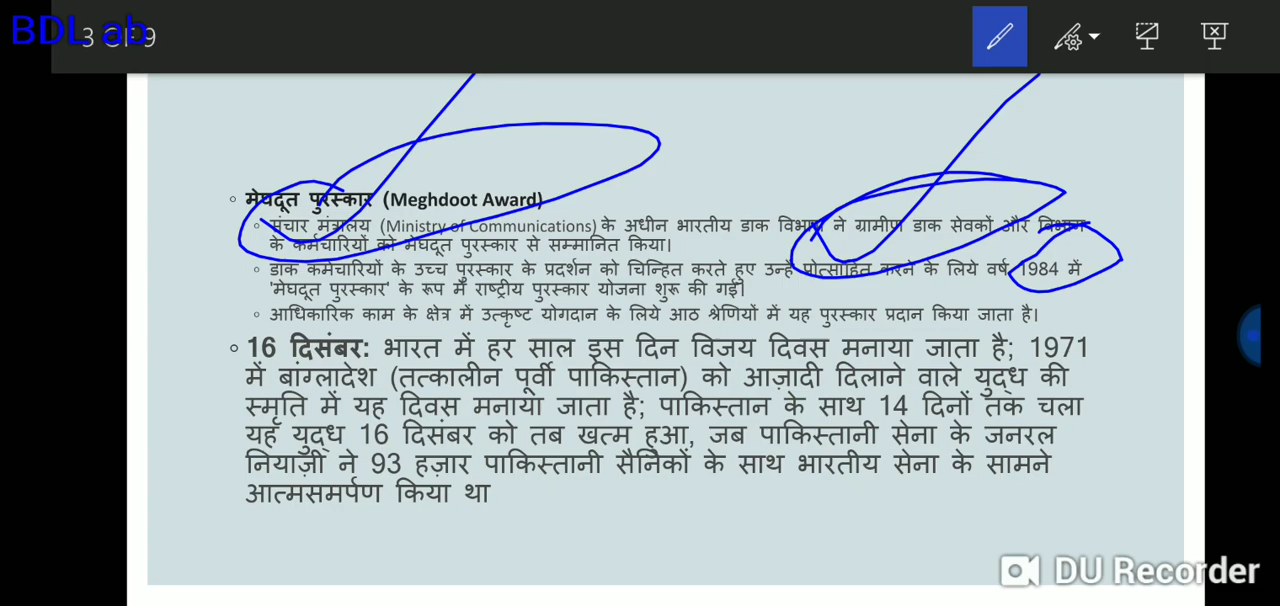 BDL ab
3 OF 9
मेघदूत पुरस्कार (Meghdoot Award)
संचार मंत्रालय (Ministry of Communications) के अधीन भारतीय डाक विभाग ने ग्रामीण डाक सेवकों और विभाग
के कर्मचारियों को मेघदूत पुरस्कार से सम्मानित किया।
डाक कर्मचारियों के उच्च पुरस्कार के प्रदर्शन को चिन्हित करते हुए उन्हें प्रोत्साहित करने के लिये वर्ष 1984 में
'मेघदूत पुरस्कार' के रूप में राष्ट्रीय पुरस्कार योजना शुरू की गई।
आधिकारिक काम के क्षेत्र में उत्कृष्ट योगदान के लिये आठ श्रेणियों में यह पुरस्कार प्रदान किया जाता है।
16 दिसंबर: भारत में हर साल इस दिन विजय दिवस मनाया जाता है; 1971
में बांग्लादेश (तत्कालीन पूर्वी पाकिस्तान) को आज़ादी दिलाने वाले युद्ध की
स्मृति में यह दिवस मनाया जाता है; पाकिस्तान के साथ 14 दिनों तक चला
यह युद्ध 16 दिसंबर को तब खत्म हुआ, जब पाकिस्तानी सेना के जनरल
नियाज़ी ने 93 हज़ार पाकिस्तानी सैनिकों के साथ भारतीय सेना के सामने
आत्मसमर्पण किया था
DU Recorder